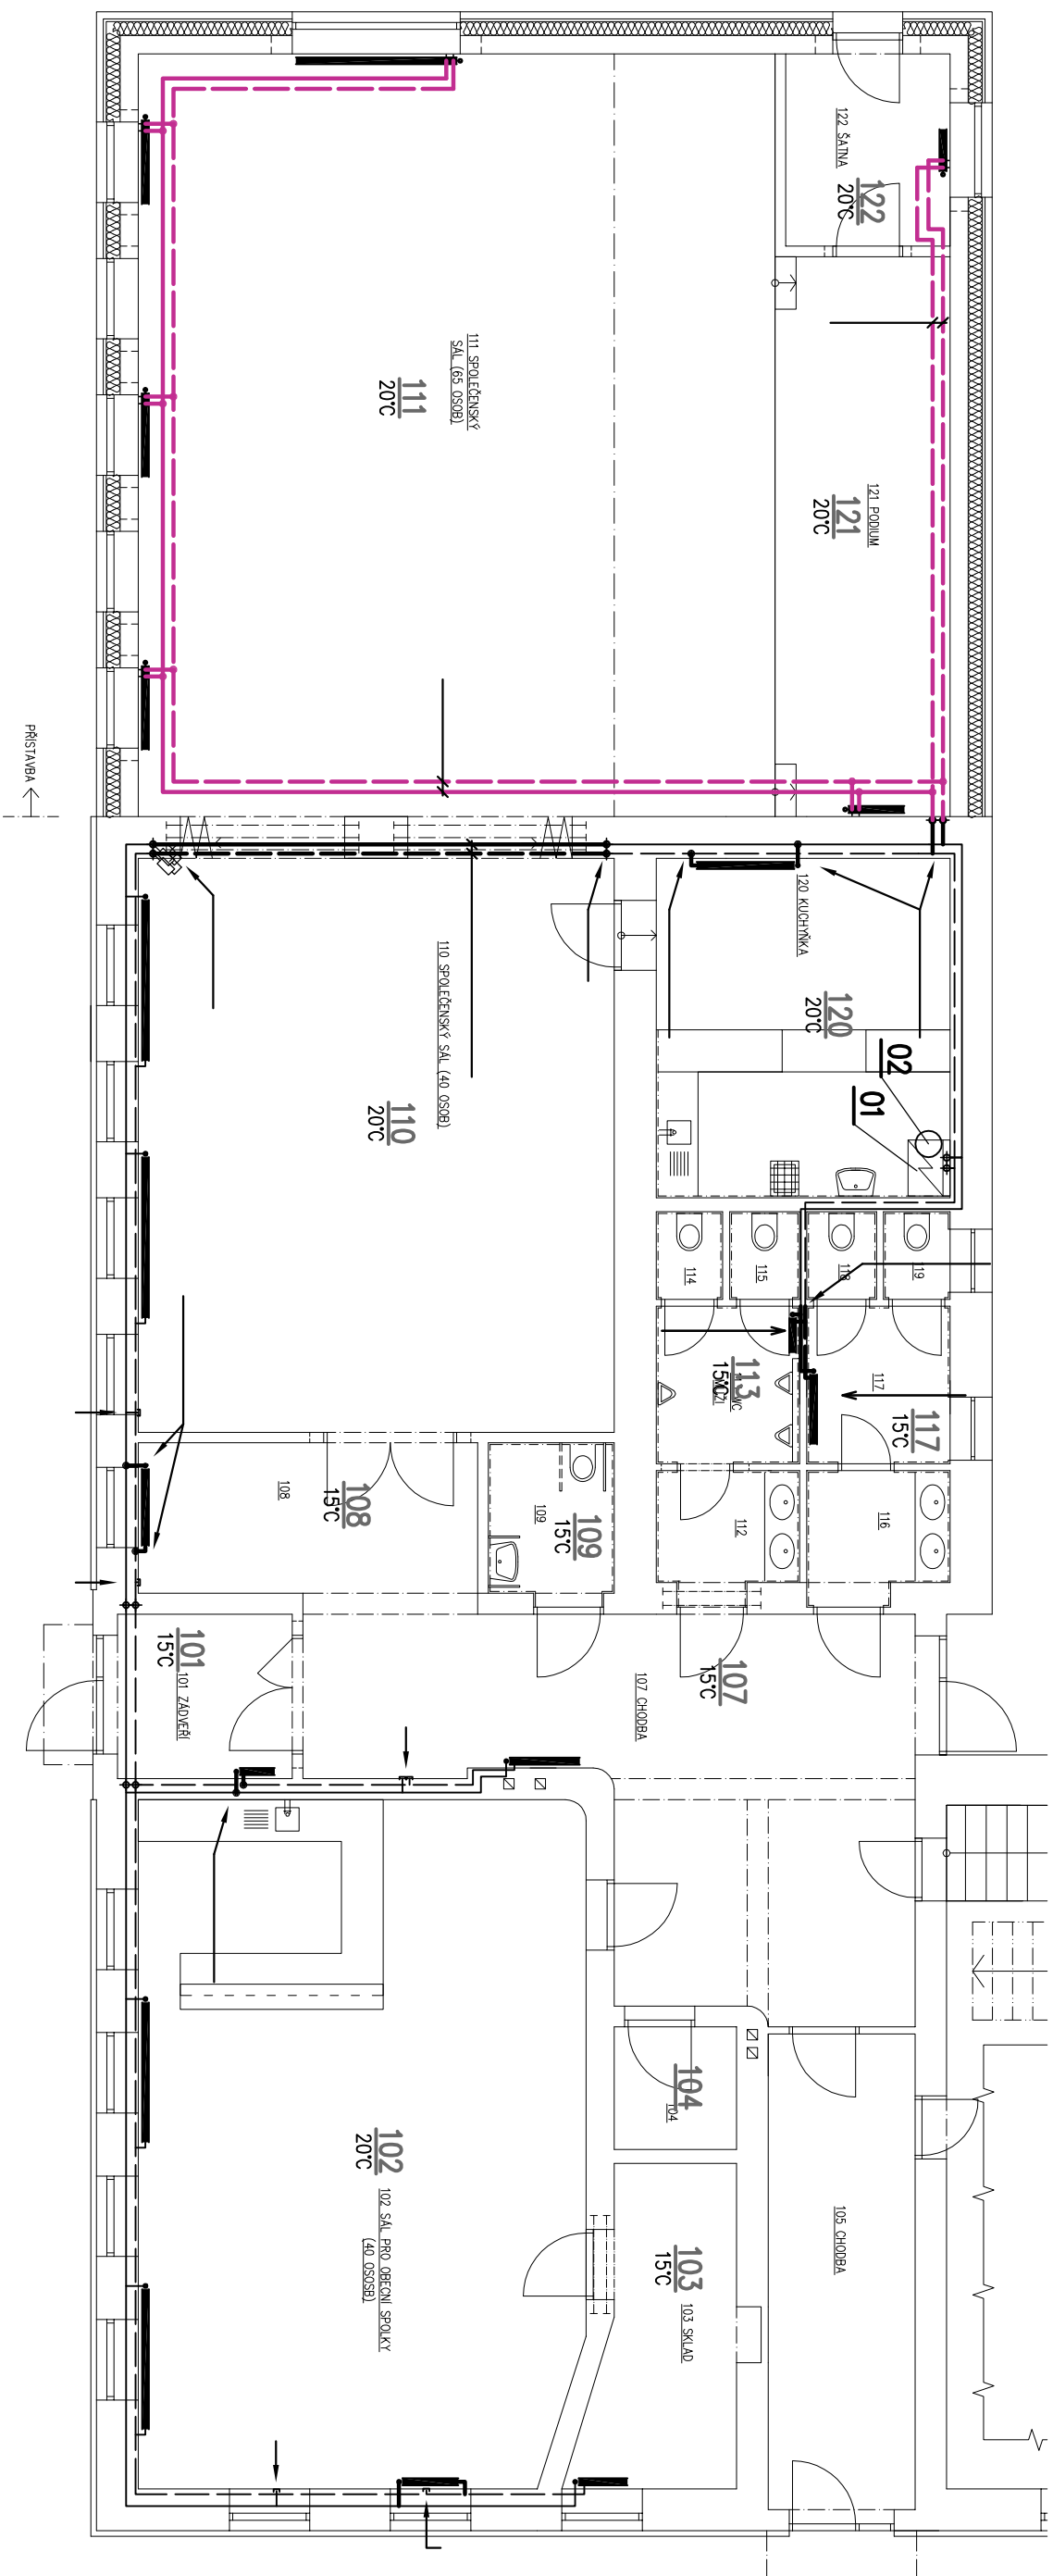 122 ŠATNA
122
20°C
111 SPOLEČENSKÝ
SÁL (65 OSOB)
111
20°C
121 PODIUM
121
20°C
PŘÍSTAVBA
120 KUCHYŇKA
120
20°C
02
01
110 SPOLEČENSKÝ SÁL (40 OSOB)
110
20°C
114
115
118
119
113
15°C
117
117
15°C
108
108
15°C
109
109
15°C
112
116
101
15°C
101 ZÁDVEŘÍ
107
15°C
107 CHODBA
104
104
102
20°C
102 SÁL PRO OBECNÍ SPOLKY
(40 OSOSB)
103
15°C
103 SKLAD
105 CHODBA